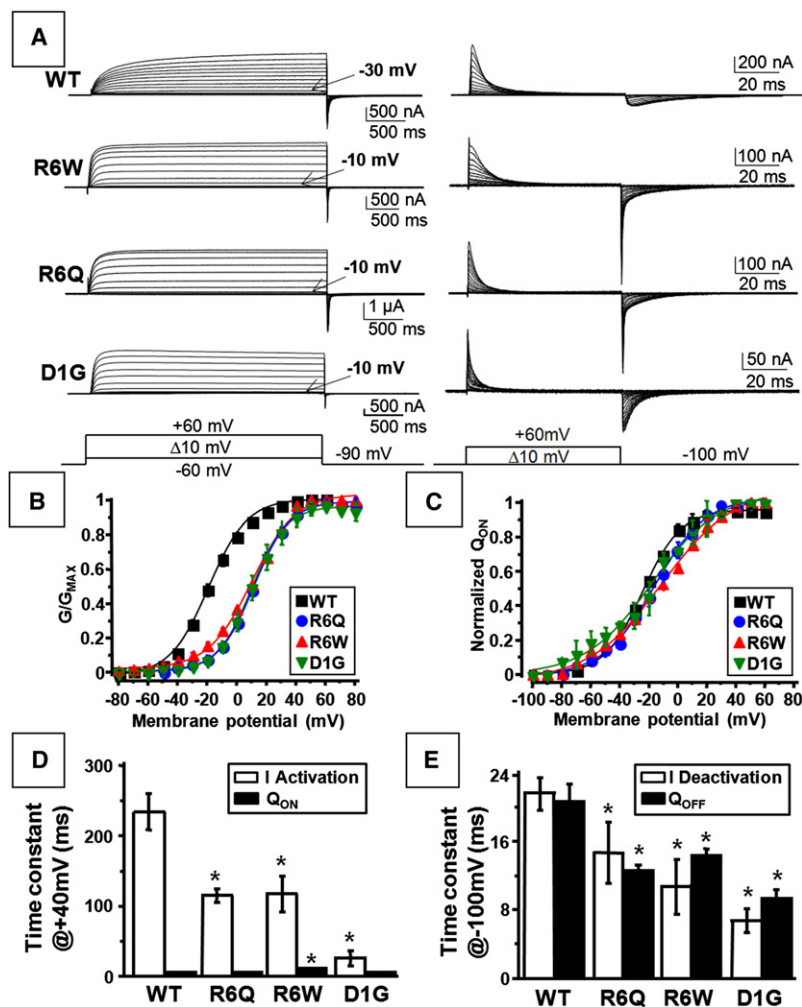 A
WT
-30 mV
500 nA
500 ms
200 nA
20 ms
R6W
-10 mV
500 nA
500 ms
100 nA
20 ms
R6Q
-10 mV
1 µA
500 ms
100 nA
20 ms
D1G
-10 mV
500 nA
500 ms
50 nA
20 ms
+60 mV
Δ10 mV
-60 mV
-90 mV
+60mV
Δ10 mV
-100 mV
B
G/GMAX
1
0.8
0.6
0.4
0.2
0
-80 -60 -40 -20 0 20 40 60 80
Membrane potential (mV)
WT
R6Q
R6W
D1G
C
Normalized QON
1
0.8
0.6
0.4
0.2
0
-100 -80 -60 -40 -20 0 20 40 60 80
Membrane potential (mV)
WT
R6Q
R6W
D1G
D
Time constant
@+40mV (ms)
300
200
100
0
I Activation
QON
* * * *
WT R6Q R6W D1G
E
Time constant
@-100mV (ms)
24
16
8
0
I Deactivation
QOFF
* * * * * *
WT R6Q R6W D1G